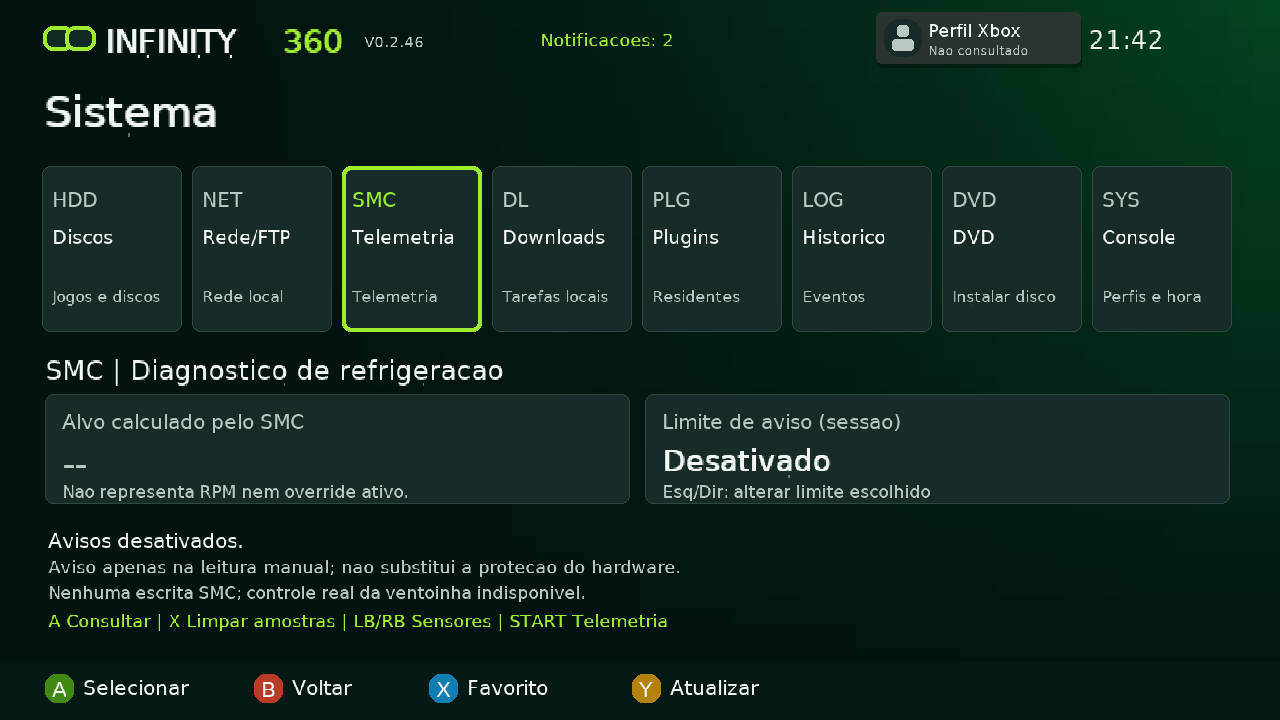 INFINITY 360 V0.2.46 Notificacoes: 2 Perfil Xbox 21:42
Nao consultado
Sistema
HDD NET SMC DL PLG LOG DVD SYS
Discos Rede/FTP Telemetria Downloads Plugins Historico DVD Console
Jogos e discos Rede local Telemetria Tarefas locais Residentes Eventos Instalar disco Perfis e hora
SMC | Diagnostico de refrigeracao
Alvo calculado pelo SMC
--
Nao representa RPM nem override ativo.
Limite de aviso (sessao)
Desativado
Esq/Dir: alterar limite escolhido
Avisos desativados.
Aviso apenas na leitura manual; nao substitui a protecao do hardware.
Nenhuma escrita SMC; controle real da ventoinha indisponivel.
A Consultar | X Limpar amostras | LB/RB Sensores | START Telemetria
A Selecionar B Voltar X Favorito Y Atualizar